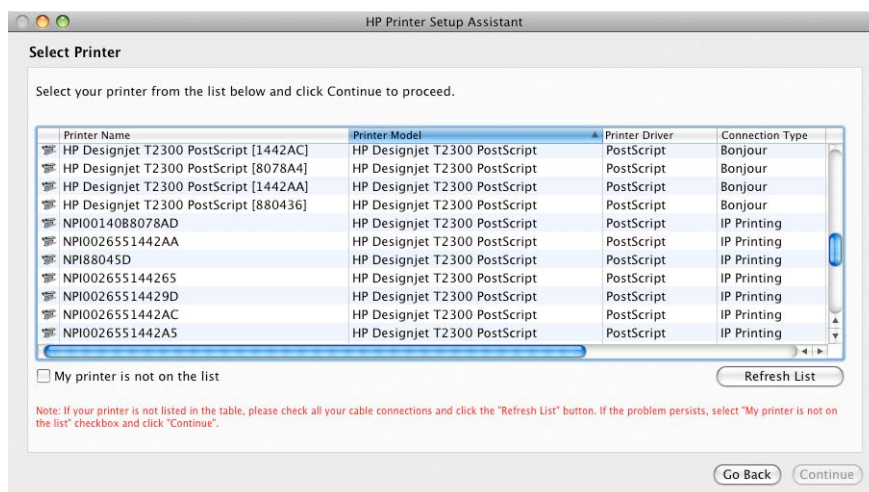 HP Printer Setup Assistant
Select Printer
Select your printer from the list below and click Continue to proceed.
Printer Name Printer Model Printer Driver Connection Type
HP Designjet T2300 PostScript [1442AC] HP Designjet T2300 PostScript PostScript Bonjour
HP Designjet T2300 PostScript [8078A4] HP Designjet T2300 PostScript PostScript Bonjour
HP Designjet T2300 PostScript [1442AA] HP Designjet T2300 PostScript PostScript Bonjour
HP Designjet T2300 PostScript [880436] HP Designjet T2300 PostScript PostScript Bonjour
NPI00140B8078AD HP Designjet T2300 PostScript PostScript IP Printing
NPI0026551442AA HP Designjet T2300 PostScript PostScript IP Printing
NPI88045D HP Designjet T2300 PostScript PostScript IP Printing
NPI002655144265 HP Designjet T2300 PostScript PostScript IP Printing
NPI00265514429D HP Designjet T2300 PostScript PostScript IP Printing
NPI0026551442AC HP Designjet T2300 PostScript PostScript IP Printing
NPI0026551442A5 HP Designjet T2300 PostScript PostScript IP Printing
My printer is not on the list Refresh List
Note: If your printer is not listed in the table, please check all your cable connections and click the "Refresh List" button. If the problem persists, select "My printer is not on
the list" checkbox and click "Continue".
Go Back Continue